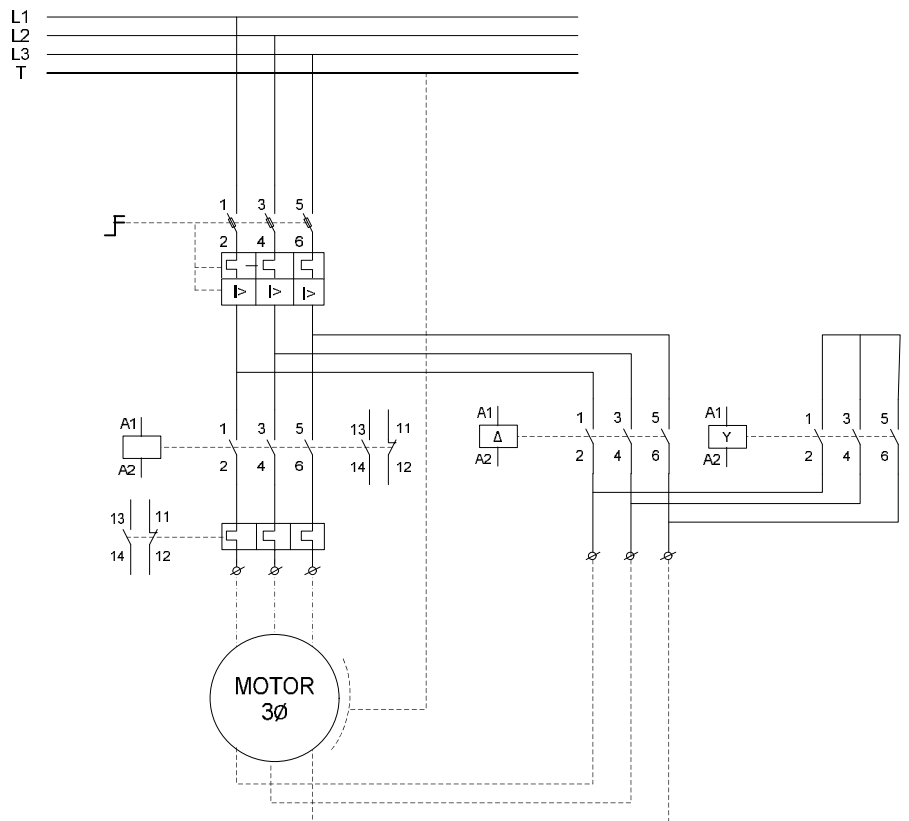 L1
L2
L3
T
1 3 5
2 4 6
I> I> I>
A1 1 3 5 13 11
A2 2 4 6 14 12
A1 Δ 1 3 5
A2 2 4 6
A1 Y 1 3 5
A2 2 4 6
13 11
14 12
MOTOR
3Ø